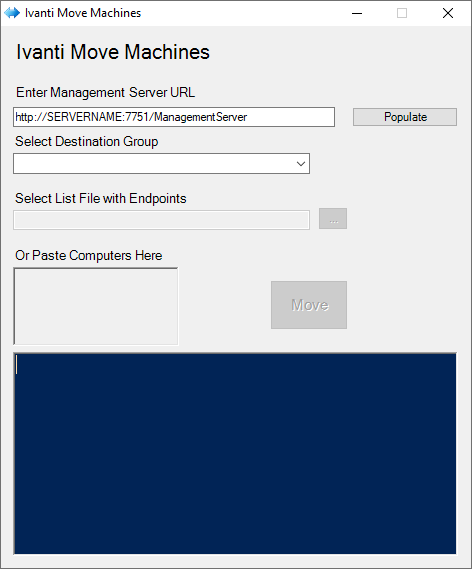 Ivanti Move Machines
Ivanti Move Machines
Enter Management Server URL
http://SERVERNAME:7751/ManagementServer
Populate
Select Destination Group
Select List File with Endpoints
...
Or Paste Computers Here
Move